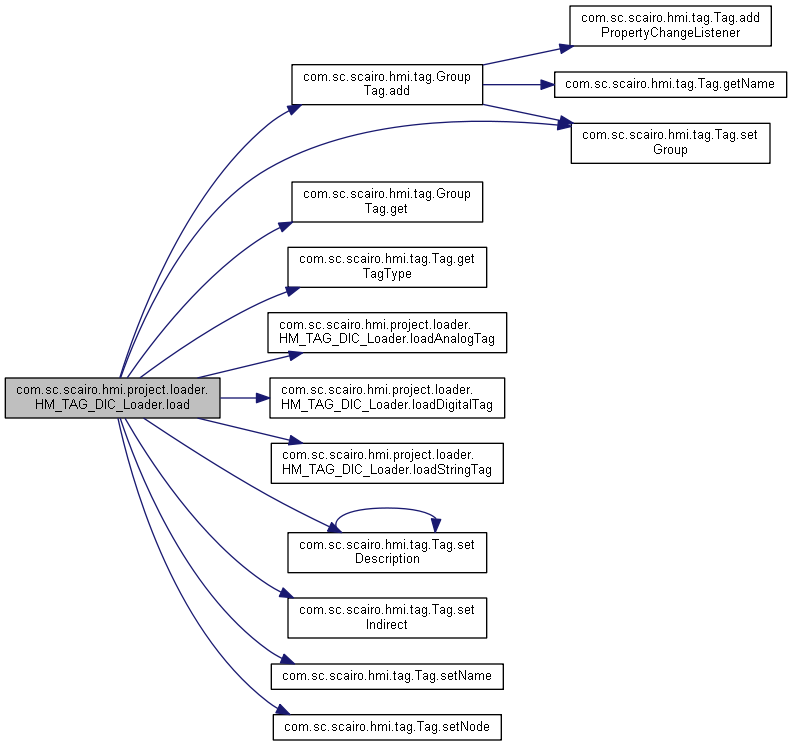 com.sc.scairo.hmi.tag.Tag.add
PropertyChangeListener
com.sc.scairo.hmi.tag.Group
Tag.add
com.sc.scairo.hmi.tag.Tag.getName
com.sc.scairo.hmi.tag.Tag.set
Group
com.sc.scairo.hmi.tag.Group
Tag.get
com.sc.scairo.hmi.tag.Tag.get
TagType
com.sc.scairo.hmi.project.loader.
HM_TAG_DIC_Loader.loadAnalogTag
com.sc.scairo.hmi.project.loader.
HM_TAG_DIC_Loader.load
com.sc.scairo.hmi.project.loader.
HM_TAG_DIC_Loader.loadDigitalTag
com.sc.scairo.hmi.project.loader.
HM_TAG_DIC_Loader.loadStringTag
com.sc.scairo.hmi.tag.Tag.set
Description
com.sc.scairo.hmi.tag.Tag.set
Indirect
com.sc.scairo.hmi.tag.Tag.setName
com.sc.scairo.hmi.tag.Tag.setNode